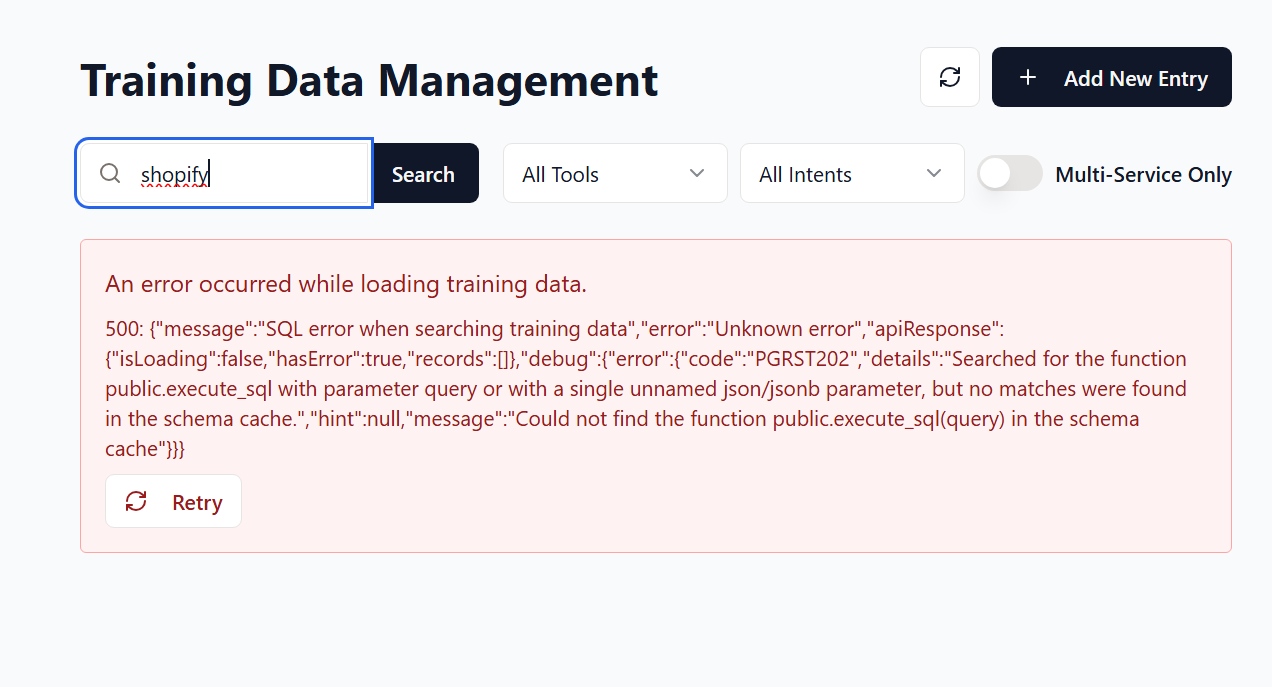 Training Data Management
Add New Entry
shopify
Search
All Tools
All Intents
Multi-Service Only
An error occurred while loading training data.
500: {"message":"SQL error when searching training data","error":"Unknown error","apiResponse":
{"isLoading":false,"hasError":true,"records":[]},"debug":{"error":{"code":"PGRST202","details":"Searched for the function
public.execute_sql with parameter query or with a single unnamed json/jsonb parameter, but no matches were found
in the schema cache.","hint":null,"message":"Could not find the function public.execute_sql(query) in the schema
cache"}}}
Retry